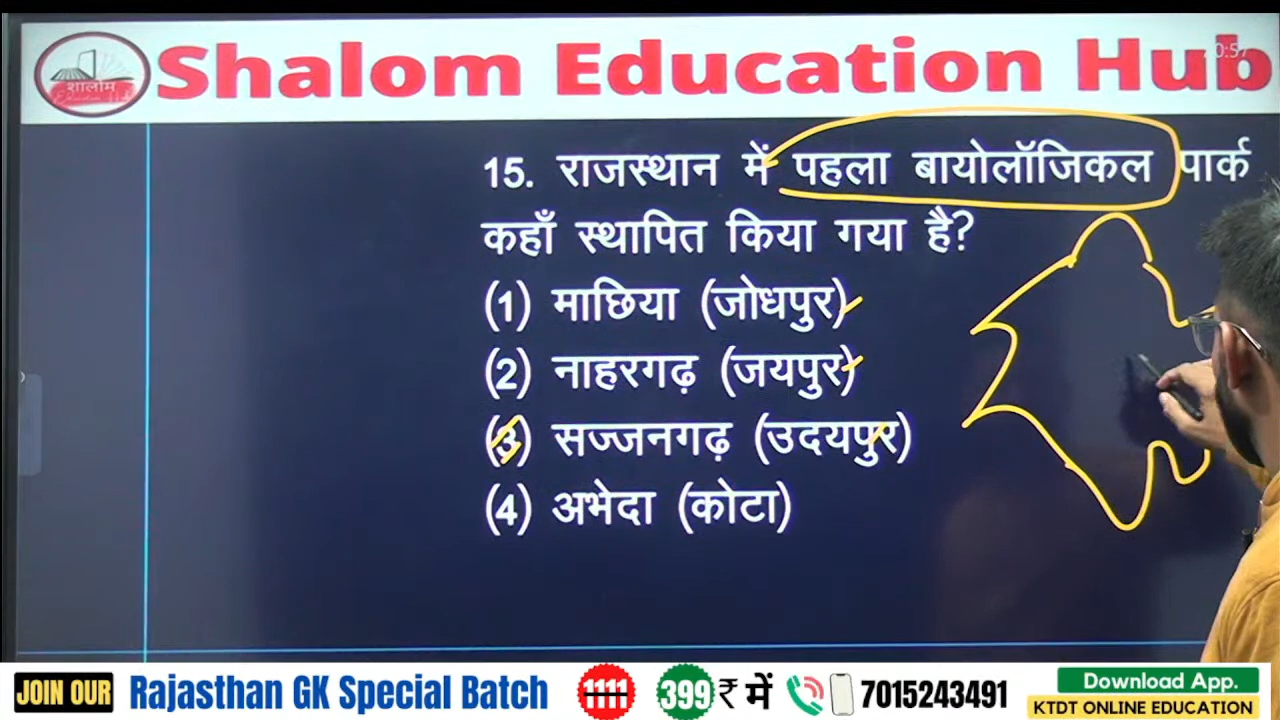 शालोम
Shalom Education Hub
15. राजस्थान में पहला बायोलॉजिकल पार्क
कहाँ स्थापित किया गया है?
(1) माछिया (जोधपुर)
(2) नाहरगढ़ (जयपुर)
(3) सज्जनगढ़ (उदयपुर)
(4) अभेदा (कोटा)
JOIN OUR Rajasthan GK Special Batch 1111 399₹ में 7015243491
Download App.
KTDT ONLINE EDUCATION